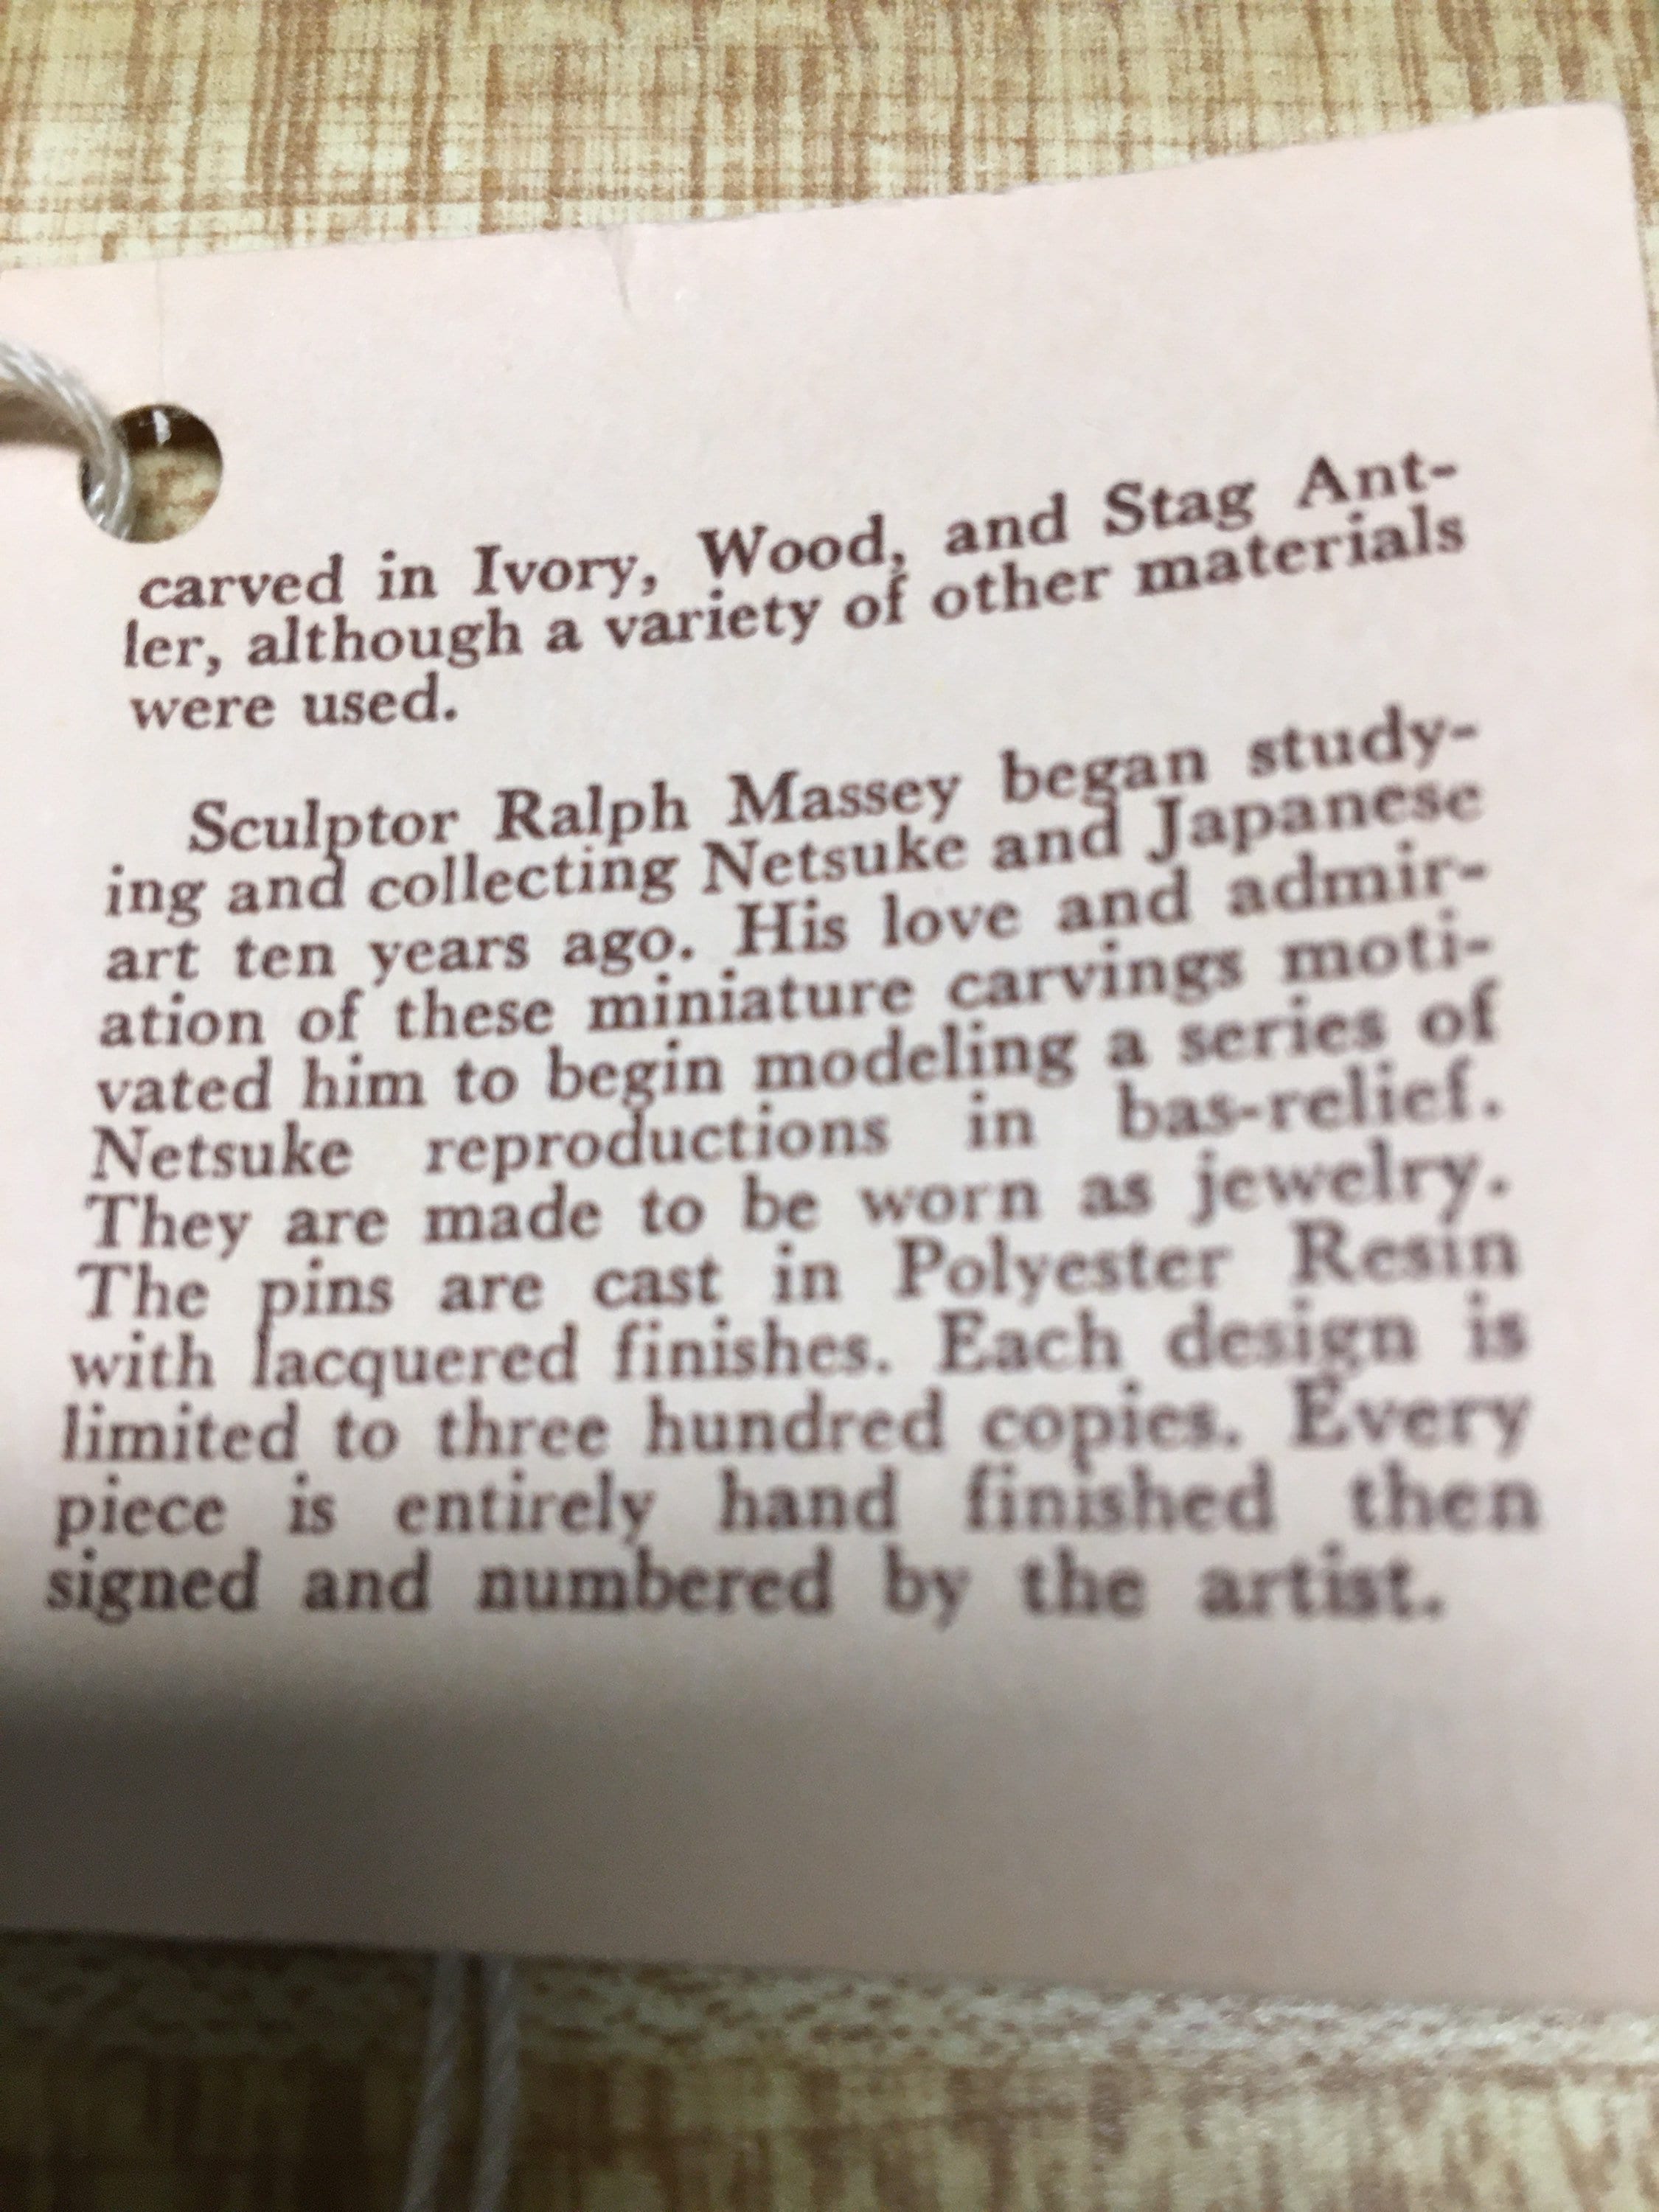 carved in Ivory, Wood, and Stag Ant-
ler, although a variety of other materials
were used.
Sculptor Ralph Massey began study-
ing and collecting Netsuke and Japanese
art ten years ago. His love and admir-
ation of these miniature carvings moti-
vated him to begin modeling a series of
Netsuke reproductions in bas-relief.
They are made to be worn as jewelry.
The pins are cast in Polyester Resin
with lacquered finishes. Each design is
limited to three hundred copies. Every
piece is entirely hand finished then
signed and numbered by the artist.